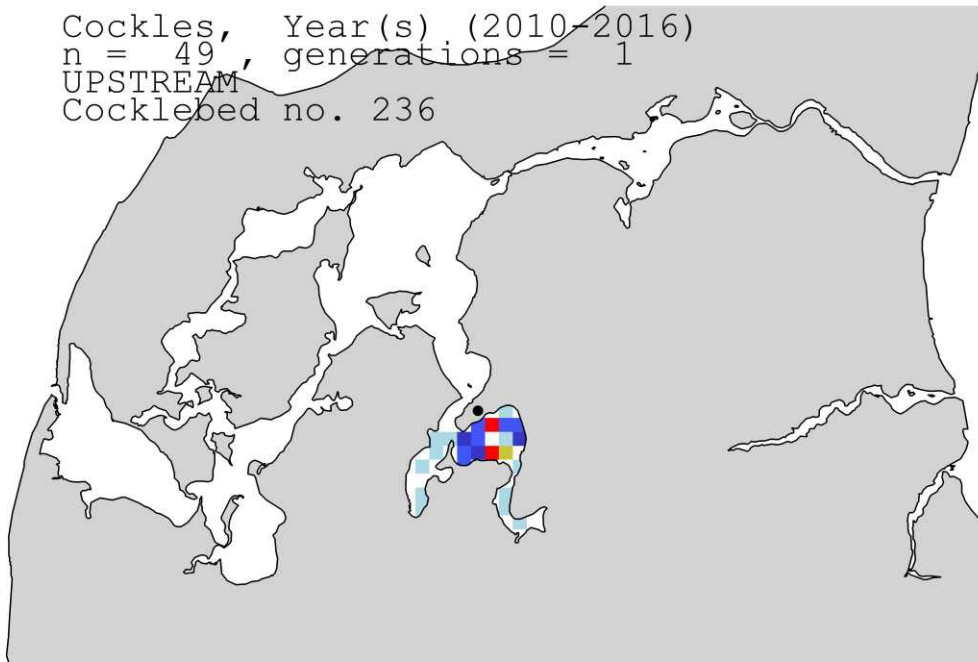 Cockles, Year(s) (2010-2016)
n = 49, generations = 1
UPSTREAM
Cocklebed no. 236